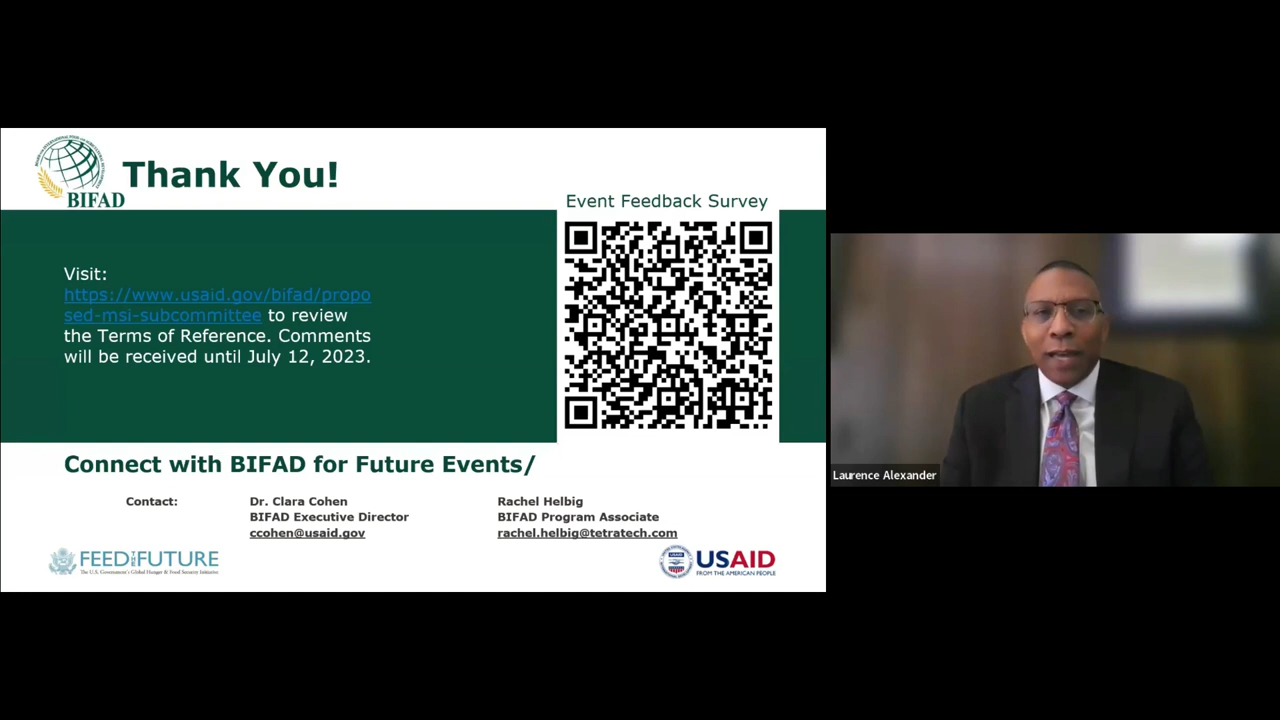 BIFAD
Thank You!
Event Feedback Survey
Visit:
https://www.usaid.gov/bifad/propo
sed-msi-subcommittee to review
the Terms of Reference. Comments
will be received until July 12, 2023.
Connect with BIFAD for Future Events/
Contact:
Dr. Clara Cohen
BIFAD Executive Director
ccohen@usaid.gov
Rachel Helbig
BIFAD Program Associate
rachel.helbig@tetratech.com
FEED THE FUTURE
The U.S. Government's Global Hunger & Food Security Initiative
USAID
FROM THE AMERICAN PEOPLE
Laurence Alexander